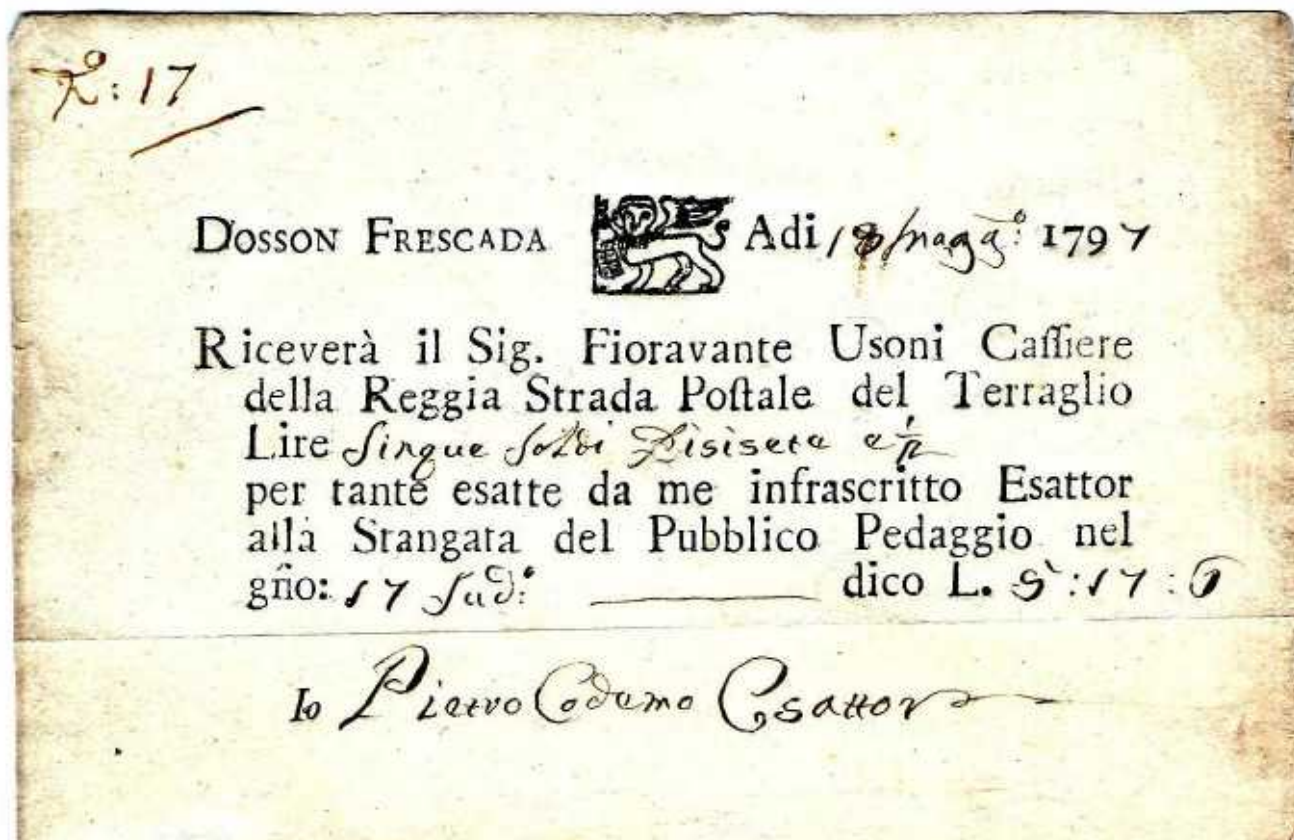 N.º: 17
DOSSON FRESCADA Adi 18 magg.º: 1797
Riceverà il Sig. Fioravante Usoni Caſſiere
della Reggia Strada Poſtale del Terraglio
Lire sinque soldi Disisete e ½
per tante esatte da me infrascritto Esattor
alla Stangata del Pubblico Pedaggio nel
gño: 17 sud.º: dico L. 5:17:6
Io Pietro Codemo Esattor